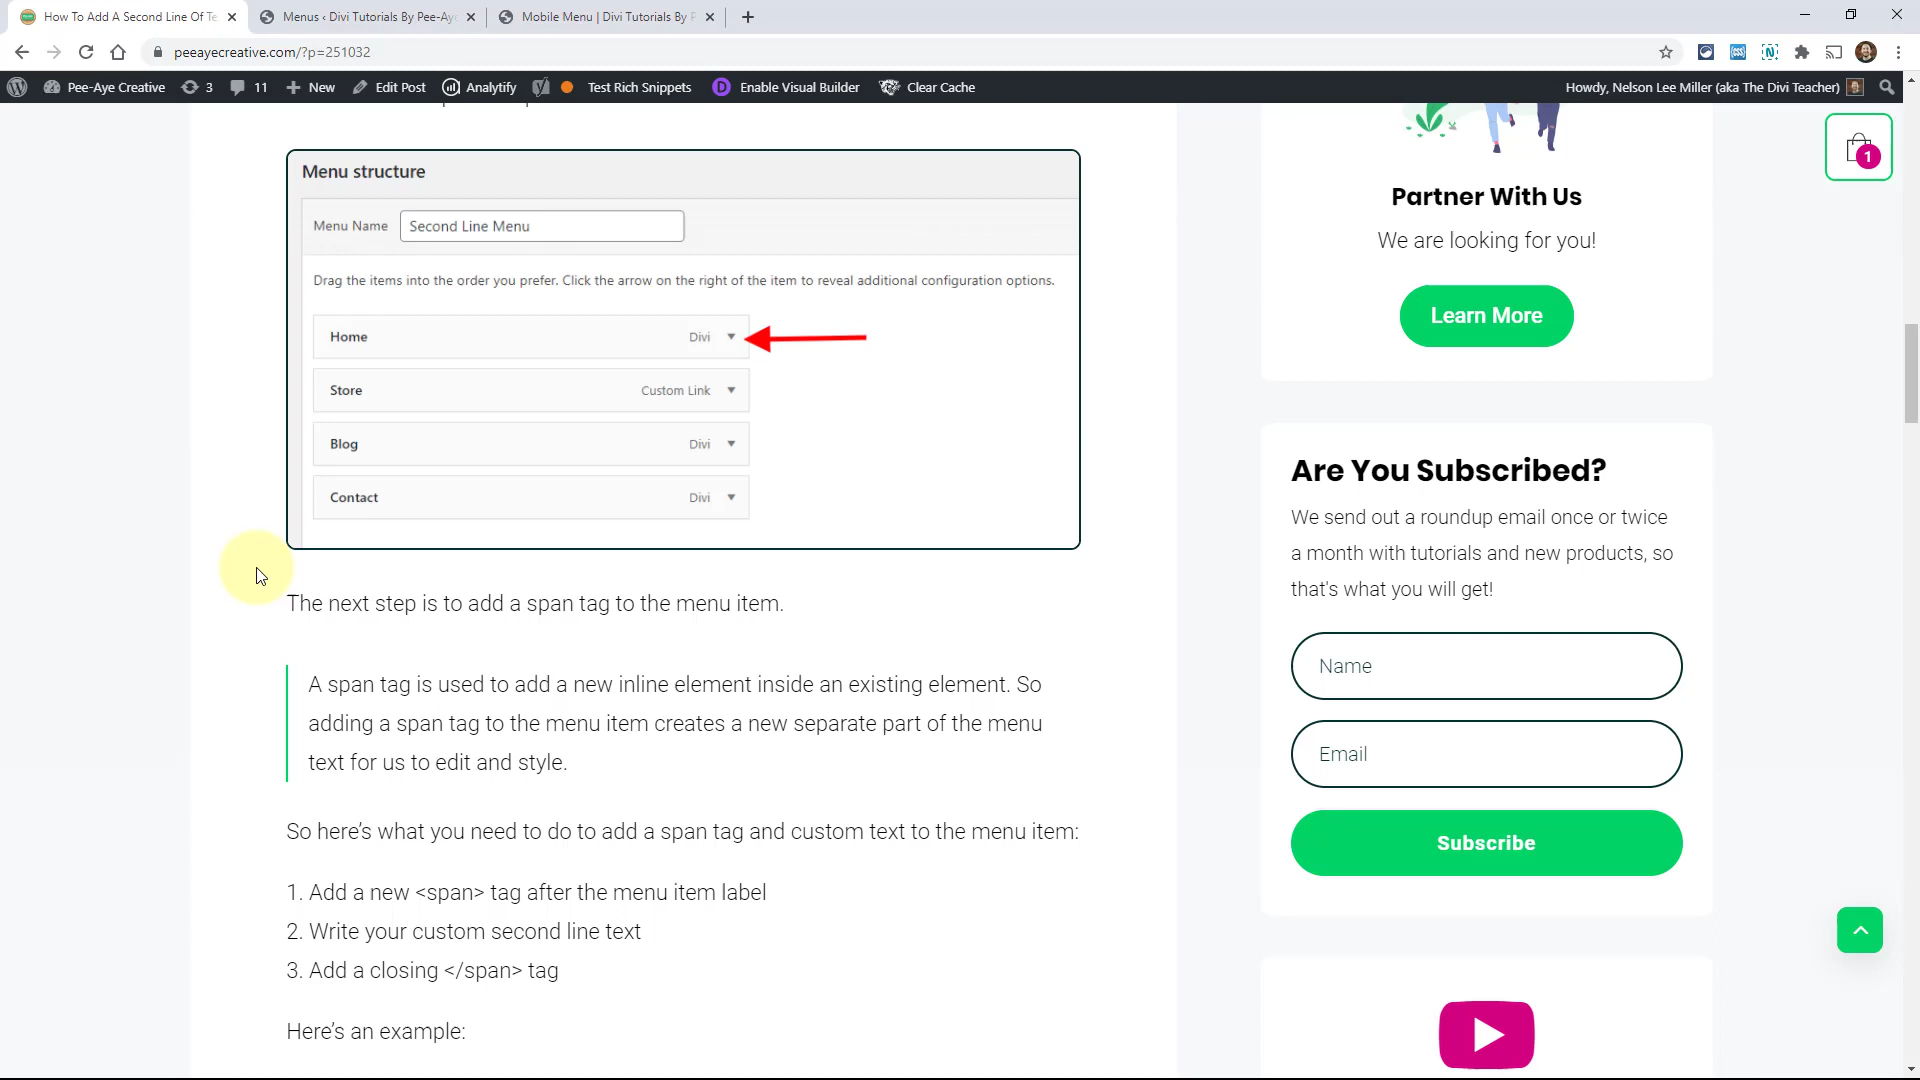 How To Add A Second Line Of Te
Menus ‹ Divi Tutorials By Pee-Aye
Mobile Menu | Divi Tutorials By P
peeayecreative.com/?p=251032
Pee-Aye Creative
3
11
New
Edit Post
Analytify
Test Rich Snippets
Enable Visual Builder
Clear Cache
Howdy, Nelson Lee Miller (aka The Divi Teacher)
1
Menu structure
Menu Name
Second Line Menu
Drag the items into the order you prefer. Click the arrow on the right of the item to reveal additional configuration options.
Home
Divi
Store
Custom Link
Blog
Divi
Contact
Divi
The next step is to add a span tag to the menu item.
A span tag is used to add a new inline element inside an existing element. So
adding a span tag to the menu item creates a new separate part of the menu
text for us to edit and style.
So here’s what you need to do to add a span tag and custom text to the menu item:
1. Add a new <span> tag after the menu item label
2. Write your custom second line text
3. Add a closing </span> tag
Here’s an example:
Partner With Us
We are looking for you!
Learn More
Are You Subscribed?
We send out a roundup email once or twice
a month with tutorials and new products, so
that's what you will get!
Name
Email
Subscribe